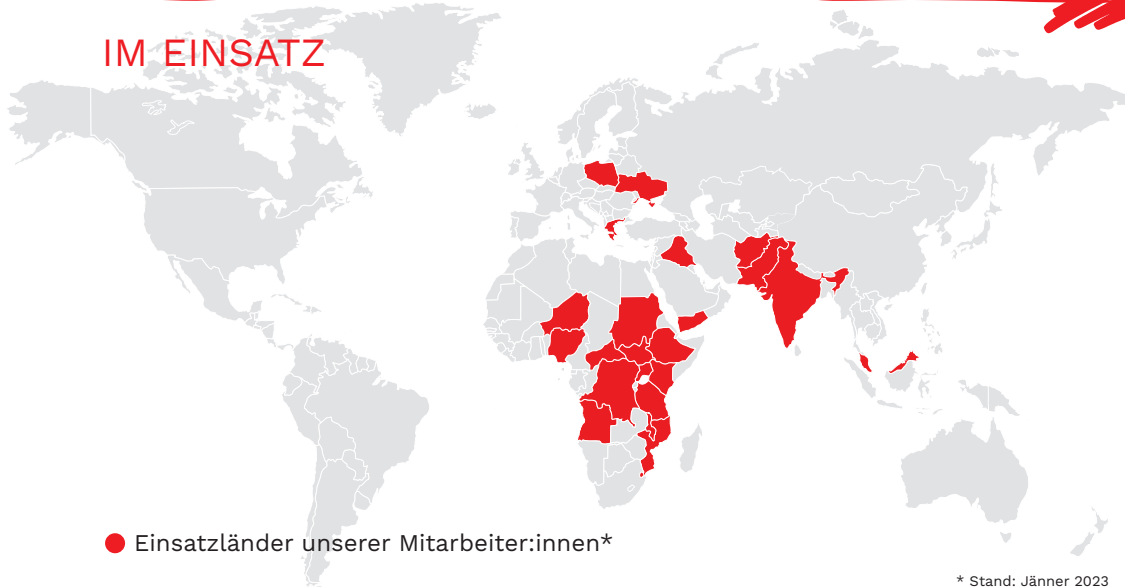 IM EINSATZ
Einsatzländer unserer Mitarbeiter:innen*
* Stand: Jänner 2023